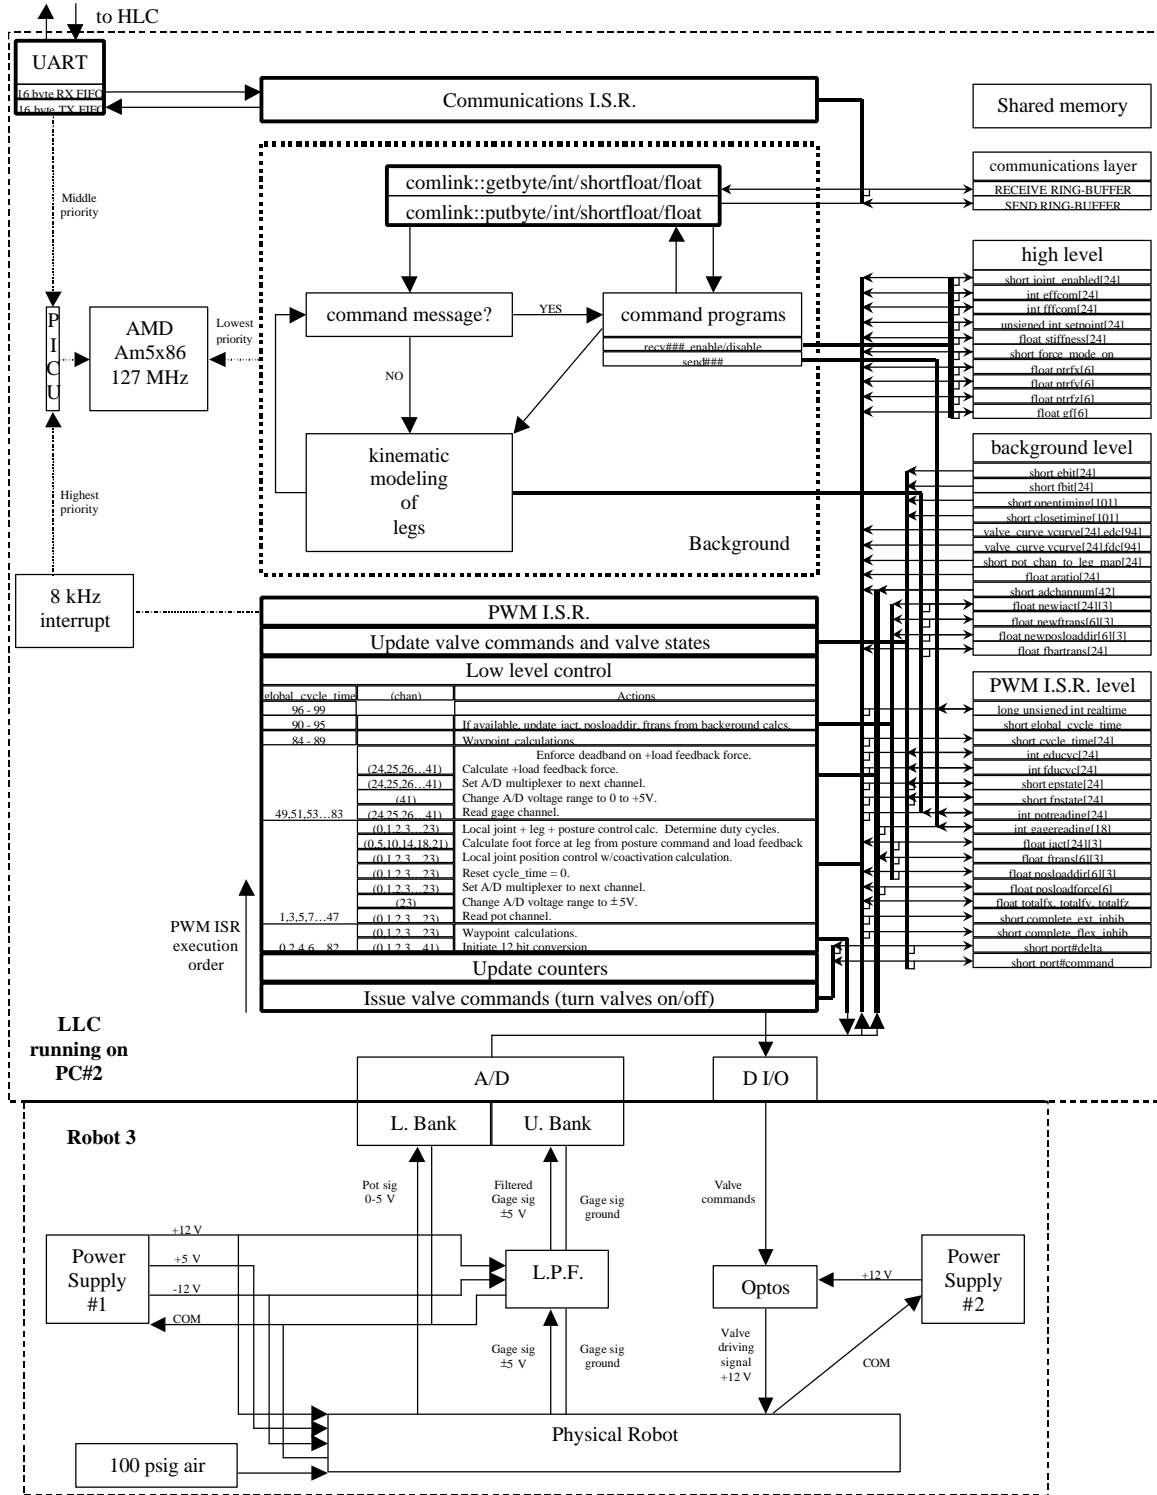 to HLC
UART
16 byte RX FIFO
16 byte TX FIFO
Communications I.S.R.
Shared memory
communications layer
RECEIVE RING-BUFFER
SEND RING-BUFFER
comlink::getbyte/int/shortfloat/float
comlink::putbyte/int/shortfloat/float
Middle
priority
high level
short joint_enabled[24]
int effcom[24]
int fffcom[24]
unsigned int setpoint[24]
float stiffness[24]
short force_mode_on
float ptrfx[6]
float ptrfy[6]
float ptrfz[6]
float gf[6]
PICU
AMD
Am5x86
127 MHz
Lowest
priority
command message?
YES
command programs
recv###, enable/disable
send###
NO
kinematic
modeling
of
legs
Background
Highest
priority
background level
short ebit[24]
short fbit[24]
short opentiming[101]
short closetiming[101]
valve_curve vcurve[24].edc[94]
valve_curve vcurve[24].fdc[94]
short pot_chan_to_leg_map[24]
float aratio[24]
short adchannum[42]
float newjact[24][3]
float newftrans[6][3]
float newposloaddir[6][3]
float fbartrans[24]
8 kHz
interrupt
PWM I.S.R.
Update valve commands and valve states
Low level control
global_cycle_time (chan) Actions
96 - 99
90 - 95 If available, update jact, posloaddir, ftrans from background calcs.
84 - 89 Waypoint calculations
Enforce deadband on +load feedback force.
(24,25,26…41) Calculate +load feedback force.
(24,25,26…41) Set A/D multiplexer to next channel.
(41) Change A/D voltage range to 0 to +5V.
49,51,53…83 (24,25,26…41) Read gage channel.
(0,1,2,3…23) Local joint + leg + posture control calc. Determine duty cycles.
(0,5,10,14,18,21) Calculate foot force at leg from posture command and load feedback
(0,1,2,3…23) Local joint position control w/coactivation calculation.
(0,1,2,3…23) Reset cycle_time = 0.
(0,1,2,3…23) Set A/D multiplexer to next channel.
(23) Change A/D voltage range to ±5V.
1,3,5,7…47 (0,1,2,3…23) Read pot channel.
(0,1,2,3…23) Waypoint calculations.
0,2,4,6…82 (0,1,2,3…41) Initiate 12 bit conversion.
Update counters
Issue valve commands (turn valves on/off)
PWM I.S.R. level
long unsigned int realtime
short global_cycle_time
short cycle_time[24]
int educyc[24]
int fducyc[24]
short epstate[24]
short fpstate[24]
int potreading[24]
int gagereading[18]
float jact[24][3]
float ftrans[6][3]
float posloaddir[6][3]
float posloadforce[6]
float totalfx, totalfy, totalfz
short complete_ext_inhib
short complete_flex_inhib
short port#delta
short port#command
PWM ISR
execution
order
LLC
running on
PC#2
A/D
D I/O
Robot 3
L. Bank
U. Bank
Pot sig
0-5 V
Filtered
Gage sig
±5 V
Gage sig
ground
Valve
commands
Power
Supply
#1
+12 V
+5 V
-12 V
COM
L.P.F.
Optos
+12 V
Power
Supply
#2
Gage sig
±5 V
Gage sig
ground
Valve
driving
signal
+12 V
COM
Physical Robot
100 psig air